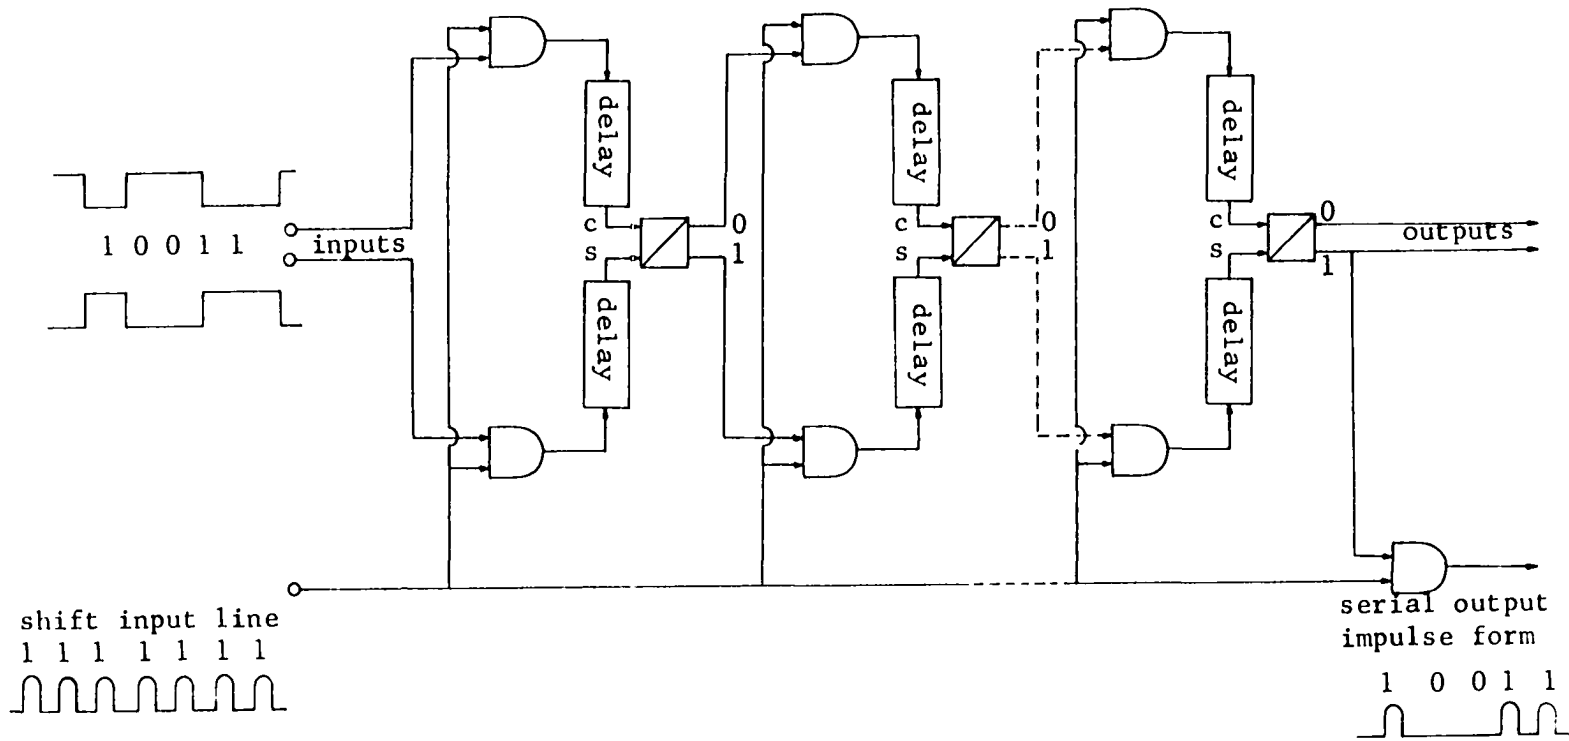 delay
delay
delay
c
0
c
0
c
0
1 0 0 1 1
inputs
outputs
s
1
s
1
s
1
delay
delay
delay
shift input line
1 1 1 1 1 1 1
serial output
impulse form
1 0 0 1 1